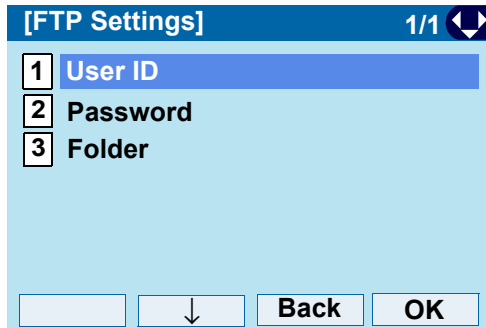 [FTP Settings] 1/1
1 User ID
2 Password
3 Folder
↓ Back OK